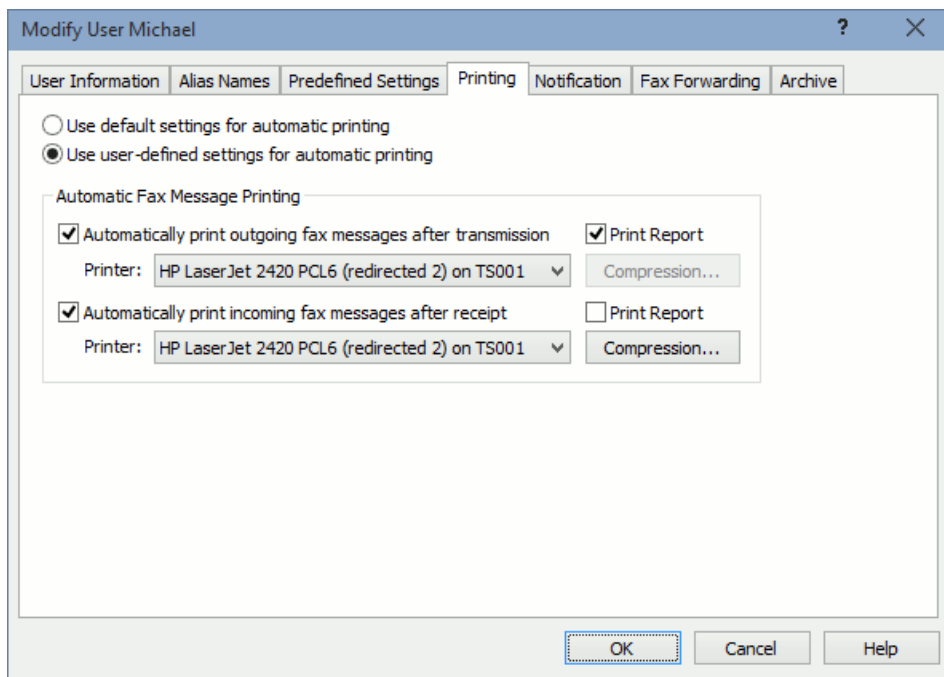 Modify User Michael ?
User Information Alias Names Predefined Settings Printing Notification Fax Forwarding Archive
Use default settings for automatic printing
Use user-defined settings for automatic printing
Automatic Fax Message Printing
Automatically print outgoing fax messages after transmission Print Report
Printer: HP LaserJet 2420 PCL6 (redirected 2) on TS001 Compression...
Automatically print incoming fax messages after receipt Print Report
Printer: HP LaserJet 2420 PCL6 (redirected 2) on TS001 Compression...
OK Cancel Help